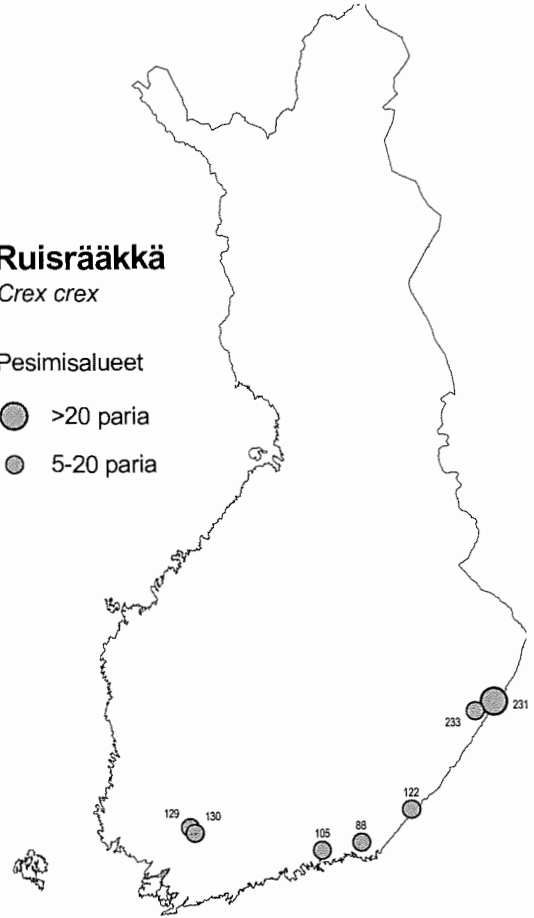 Ruisrääkkä
Crex crex
Pesimisalueet
>20 paria
5-20 paria
231
233
122
129
130
105
88